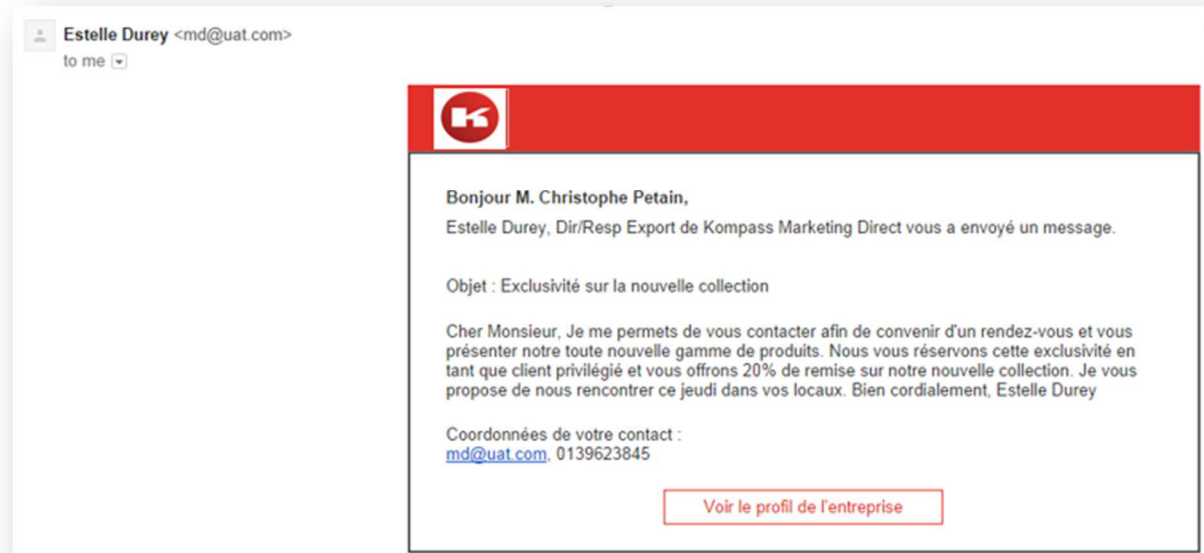 Estelle Durey <md@uat.com>
to me
K
Bonjour M. Christophe Petain,
Estelle Durey, Dir/Resp Export de Kompass Marketing Direct vous a envoyé un message.
Objet : Exclusivité sur la nouvelle collection
Cher Monsieur, Je me permets de vous contacter afin de convenir d'un rendez-vous et vous
présenter notre toute nouvelle gamme de produits. Nous vous réservons cette exclusivité en
tant que client privilégié et vous offrons 20% de remise sur notre nouvelle collection. Je vous
propose de nous rencontrer ce jeudi dans vos locaux. Bien cordialement, Estelle Durey
Coordonnées de votre contact :
md@uat.com, 0139623845
Voir le profil de l'entreprise